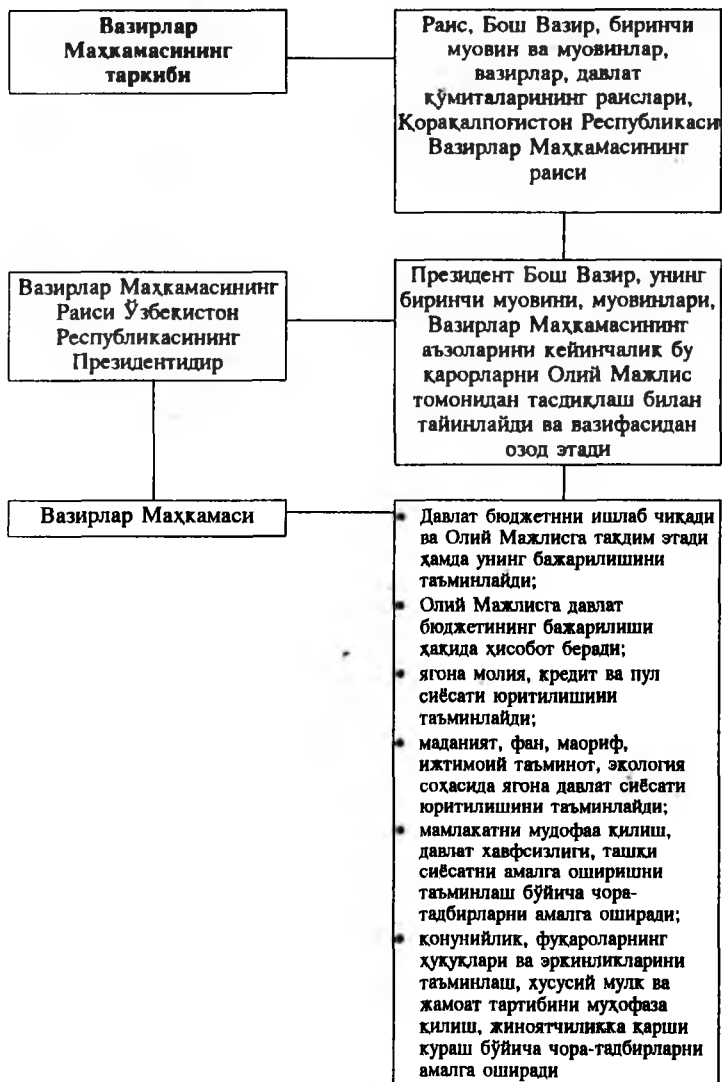 Вазирлар
Маҳкамасининг
таркиби
Раис, Бош Вазир, биринчи
муовин ва муовинлар,
вазирлар, давлат
қўмиталарининг раислари,
Қорақалпоғистон Республикаси
Вазирлар Маҳкамасининг
раиси
Вазирлар Маҳкамасининг
Раиси Ўзбекистон
Республикасининг
Президентидир
Президент Бош Вазир, унинг
биринчи муовини, муовинлари,
Вазирлар Маҳкамасининг
аъзоларини кейинчалик бу
қарорларни Олий Мажлис
томонидан тасдиқлаш билан
тайинлайди ва вазифасидан
озод этади
Вазирлар Маҳкамаси
• Давлат бюджетнни ишлаб чиқади
ва Олий Мажлисга тақдим этади
ҳамда унинг бажарилишини
таъминлайди;
• Олий Мажлисга давлат
бюджетининг бажарилиши
ҳақида ҳисобот беради;
• ягона молия, кредит ва пул
сиёсати юритилишини
таъминлайди;
• маданият, фан, маориф,
ижтимоий таъминот, экология
соҳасида ягона давлат сиёсати
юритилишини таъминлайди;
• мамлакатни мудофаа қилиш,
давлат хавфсизлиги, ташқи
сиёсатни амалга оширишни
таъминлаш бўйича чора-
тадбирларни амалга оширади;
• қонунийлик, фуқароларнинг
ҳуқуқлари ва эркинликларини
таъминлаш, хусусий мулк ва
жамоат тартибини муҳофаза
қилиш, жиноятчиликка қарши
кураш бўйича чора-тадбирларни
амалга оширади